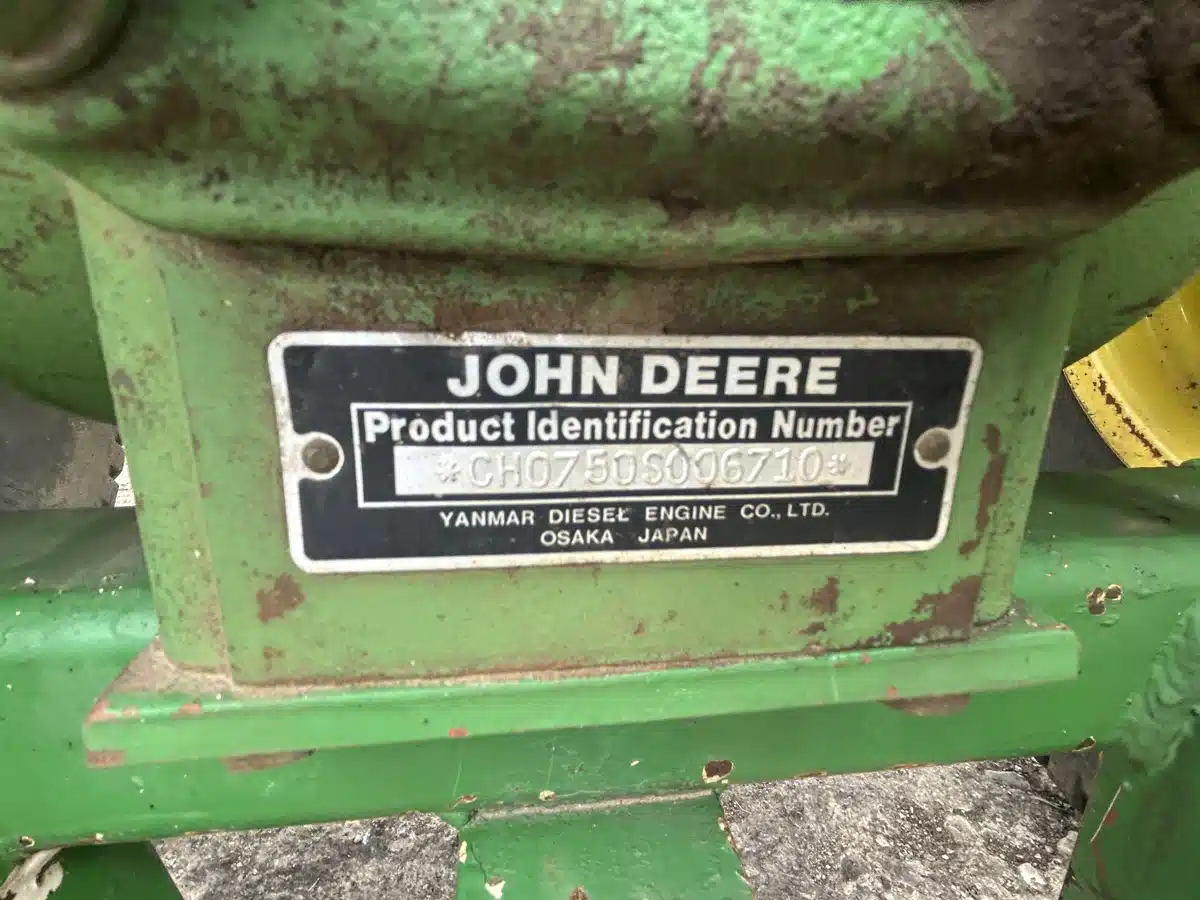 JOHN DEERE
Product Identification Number
*CH0750S006710*
YANMAR DIESEL ENGINE CO., LTD.
OSAKA JAPAN